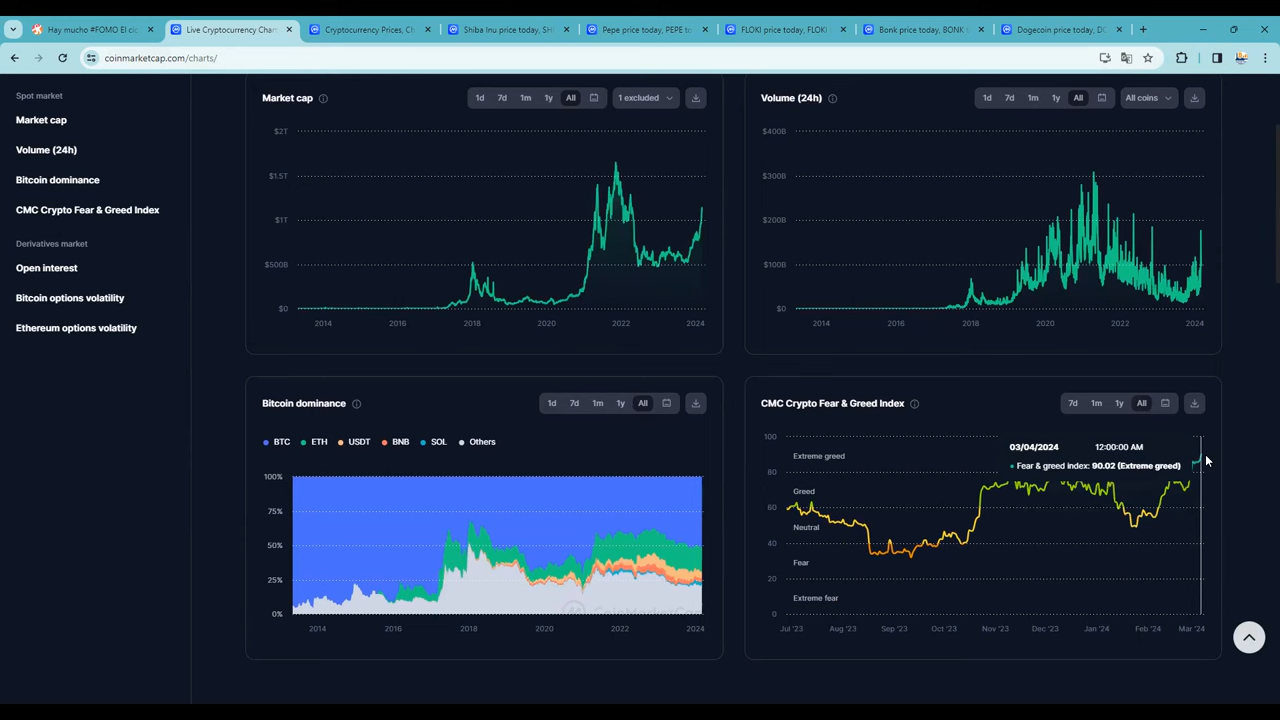 Hay mucho #FOMO El cic
Live Cryptocurrency Char
Cryptocurrency Prices, Ch
Shiba Inu price today, SH
Pepe price today, PEPE to
FLOKI price today, FLOKI
Bonk price today, BONK t
Dogecoin price today, DO
coinmarketcap.com/charts/
Spot market
Market cap
Volume (24h)
Bitcoin dominance
CMC Crypto Fear & Greed Index
Derivatives market
Open interest
Bitcoin options volatility
Ethereum options volatility
Market cap
1d 7d 1m 1y All
1 excluded
$2T
$1.5T
$1T
$500B
$0
2014 2016 2018 2020 2022 2024
Volume (24h)
1d 7d 1m 1y All
All coins
$400B
$300B
$200B
$100B
$0
2014 2016 2018 2020 2022 2024
Bitcoin dominance
1d 7d 1m 1y All
BTC ETH USDT BNB SOL Others
100%
75%
50%
25%
0%
CoinMarketCap
2014 2016 2018 2020 2022 2024
CMC Crypto Fear & Greed Index
7d 1m 1y All
100
03/04/2024 12:00:00 AM
Extreme greed
Fear & greed index: 90.02 (Extreme greed)
80
Greed
60
Neutral
40
Fear
20
Extreme fear
0
Jul '23 Aug '23 Sep '23 Oct '23 Nov '23 Dec '23 Jan '24 Feb '24 Mar '24